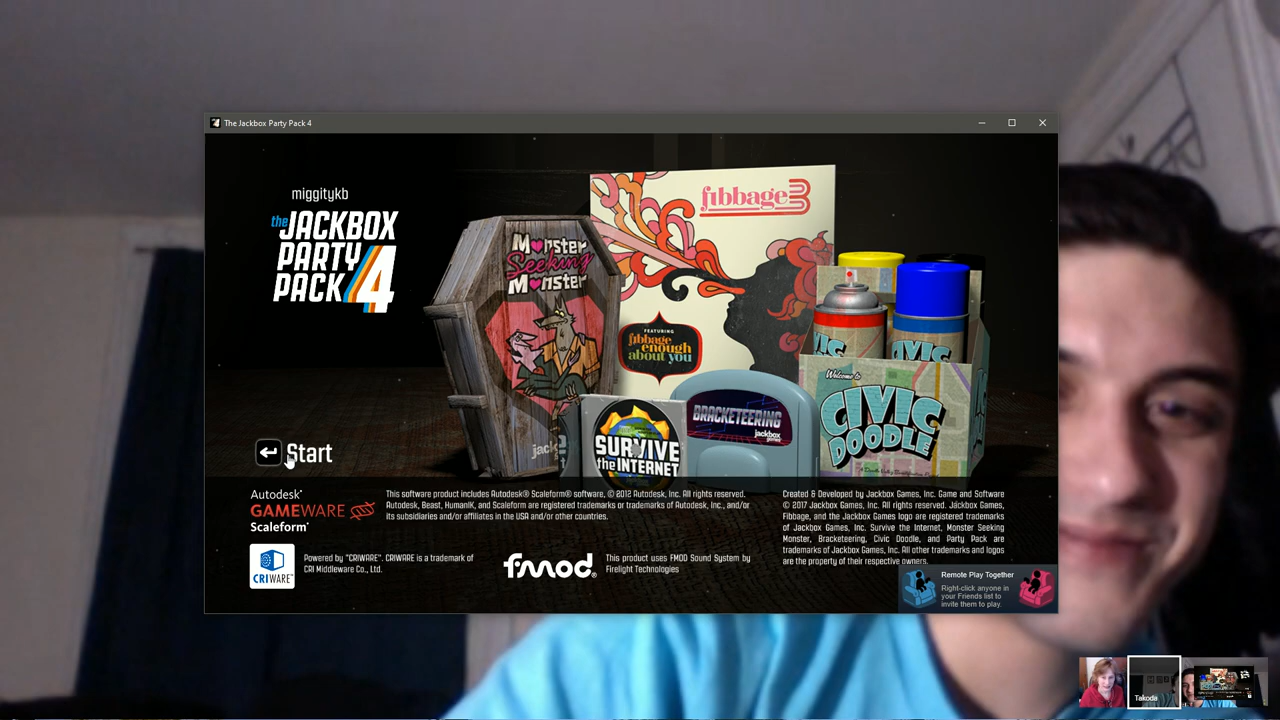 The Jackbox Party Pack 4
miggitykb
the
JACKBOX
PARTY
PACK 4
Start
Monster
Seeking
Monster
fibbage 3
FEATURING
fibbage
enough
about you
SURVIVE
the INTERNET
BRACKETEERING
jackbox
games
Welcome to
CIVIC
DOODLE
Autodesk®
GAMEWARE
Scaleform®
This software product includes Autodesk® Scaleform® software, © 2012 Autodesk, Inc. All rights reserved.
Autodesk, Beast, HumanIK, and Scaleform are registered trademarks or trademarks of Autodesk, Inc., and/or
its subsidiaries and/or affiliates in the USA and/or other countries.
CRIWARE™
Powered by "CRIWARE". CRIWARE is a trademark of
CRI Middleware Co., Ltd.
fmod®
This product uses FMOD Sound System by
Firelight Technologies
Created & Developed by Jackbox Games, Inc. Game and Software
© 2017 Jackbox Games, Inc. All rights reserved. Jackbox Games,
Fibbage, and the Jackbox Games logo are registered trademarks
of Jackbox Games, Inc. Survive the Internet, Monster Seeking
Monster, Bracketeering, Civic Doodle, and Party Pack are
trademarks of Jackbox Games, Inc. All other trademarks and logos
are the property of their respective owners.
Remote Play Together
Right-click anyone in
your Friends list to
invite them to play.
Takoda